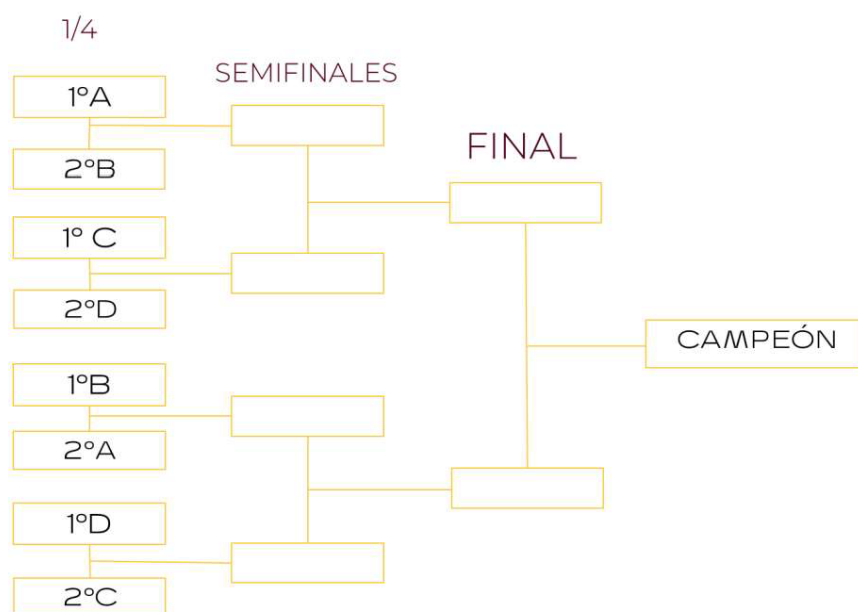 1/4
SEMIFINALES
FINAL
1ºA
2ºB
1º C
2ºD
1ºB
2ºA
1ºD
2ºC
CAMPEÓN